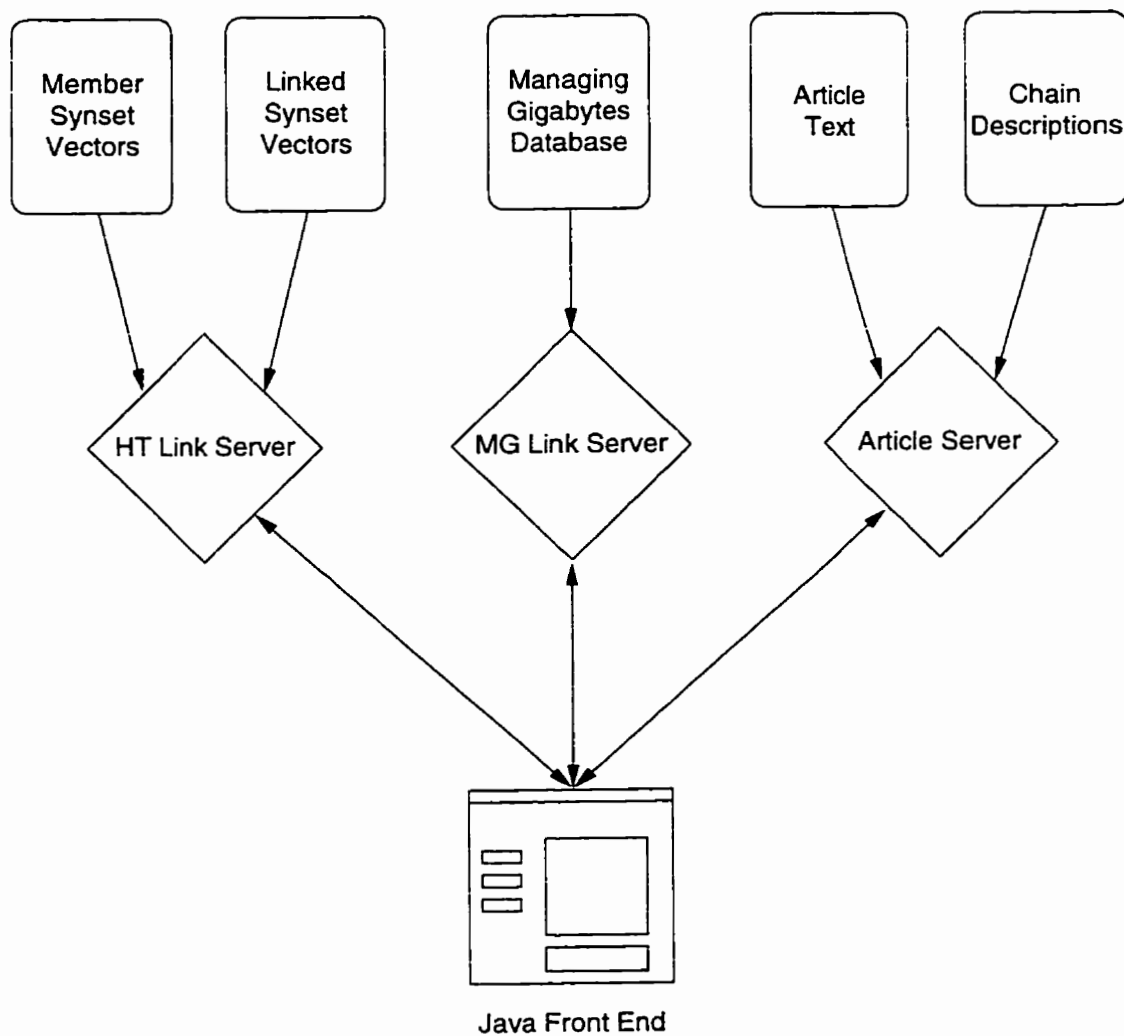 Member
Synset
Vectors
Linked
Synset
Vectors
Managing
Gigabytes
Database
Article
Text
Chain
Descriptions
HT Link Server
MG Link Server
Article Server
Java Front End